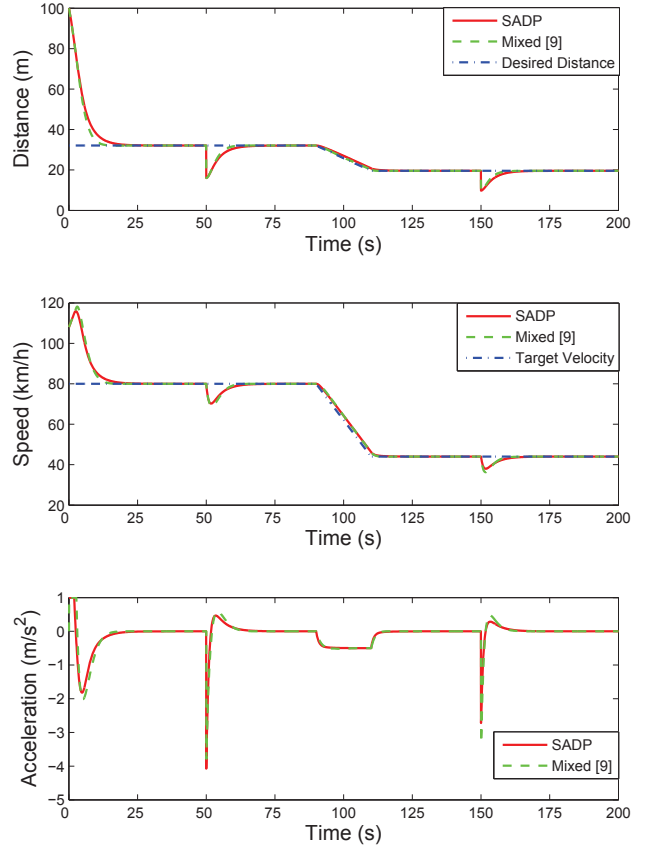 100
80
60
40
20
0
Distance (m)
SADP
Mixed [9]
Desired Distance
0 25 50 75 100 125 150 175 200
Time (s)
120
100
80
60
40
20
Speed (km/h)
SADP
Mixed [9]
Target Velocity
0 25 50 75 100 125 150 175 200
Time (s)
1
0
−1
−2
−3
−4
−5
Acceleration (m/s²)
SADP
Mixed [9]
0 25 50 75 100 125 150 175 200
Time (s)